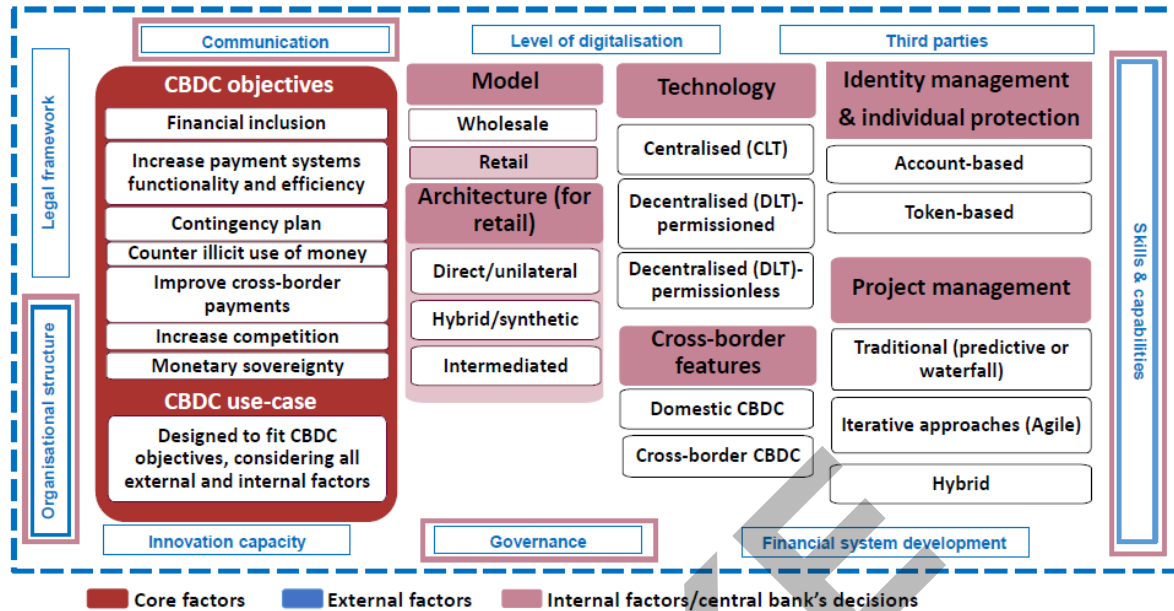 Communication
Level of digitalisation
Third parties
Legal framework
Organisational structure
CBDC objectives
Financial inclusion
Increase payment systems
functionality and efficiency
Contingency plan
Counter illicit use of money
Improve cross-border
payments
Increase competition
Monetary sovereignty
CBDC use-case
Designed to fit CBDC
objectives, considering all
external and internal factors
Model
Wholesale
Retail
Architecture (for
retail)
Direct/unilateral
Hybrid/synthetic
Intermediated
Technology
Centralised (CLT)
Decentralised (DLT)-
permissioned
Decentralised (DLT)-
permissionless
Cross-border
features
Domestic CBDC
Cross-border CBDC
Identity management
& individual protection
Account-based
Token-based
Project management
Traditional (predictive or
waterfall)
Iterative approaches (Agile)
Hybrid
Skills & capabilities
Innovation capacity
Governance
Financial system development
Core factors
External factors
Internal factors/central bank's decisions